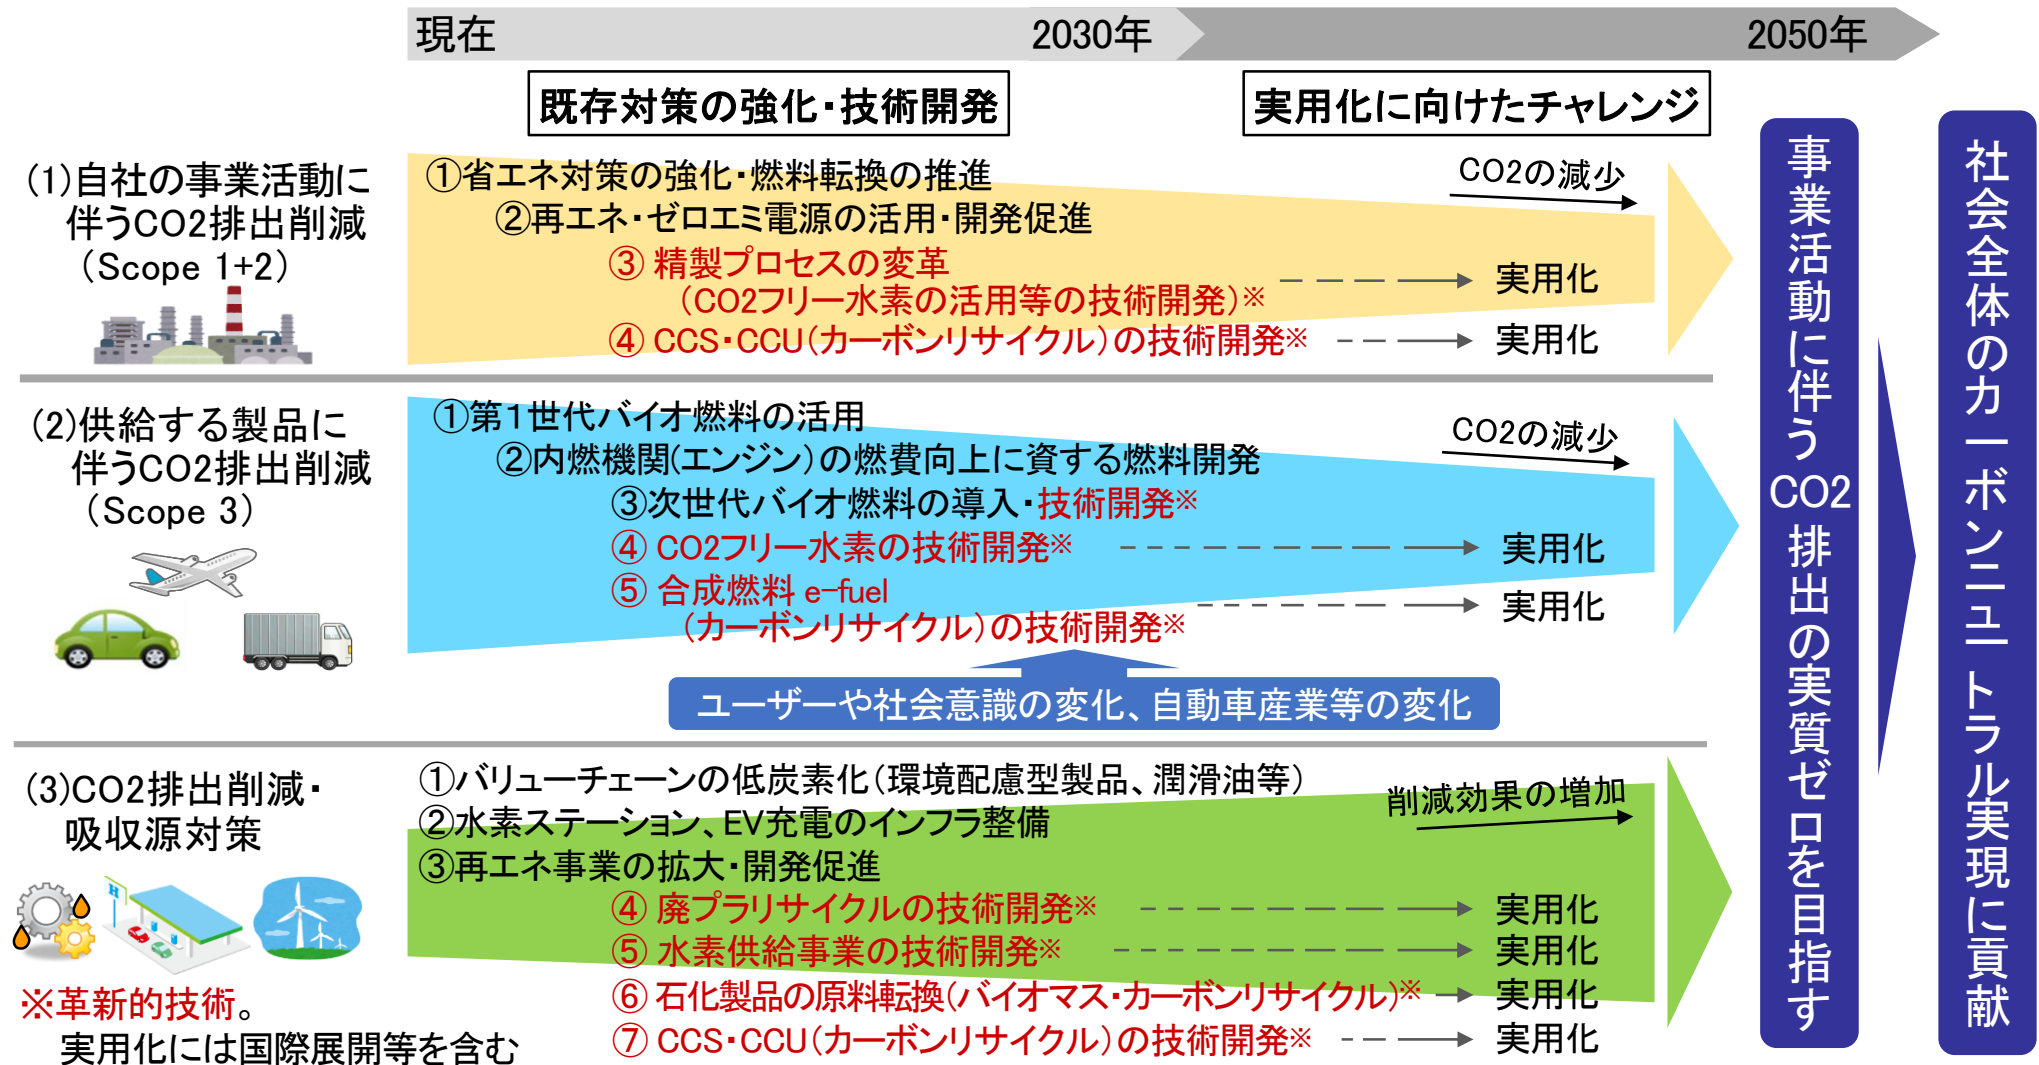 現在
2030年
2050年
既存対策の強化・技術開発
実用化に向けたチャレンジ
(1)自社の事業活動に
伴うCO2排出削減
（Scope 1+2）
①省エネ対策の強化・燃料転換の推進
②再エネ・ゼロエミ電源の活用・開発促進
③ 精製プロセスの変革
（CO2フリー水素の活用等の技術開発）※
実用化
④ CCS・CCU（カーボンリサイクル）の技術開発※
実用化
CO2の減少
(2)供給する製品に
伴うCO2排出削減
（Scope 3）
①第１世代バイオ燃料の活用
②内燃機関(エンジン）の燃費向上に資する燃料開発
③次世代バイオ燃料の導入・技術開発※
④ CO2フリー水素の技術開発※
実用化
⑤ 合成燃料 e-fuel
（カーボンリサイクル）の技術開発※
実用化
CO2の減少
ユーザーや社会意識の変化、自動車産業等の変化
(3)CO2排出削減・
吸収源対策
①バリューチェーンの低炭素化（環境配慮型製品、潤滑油等）
②水素ステーション、EV充電のインフラ整備
③再エネ事業の拡大・開発促進
④ 廃プラリサイクルの技術開発※
実用化
⑤ 水素供給事業の技術開発※
実用化
⑥ 石化製品の原料転換(バイオマス・カーボンリサイクル)※
実用化
⑦ CCS・CCU（カーボンリサイクル）の技術開発※
実用化
削減効果の増加
H
※革新的技術。
実用化には国際展開等を含む
事業活動に伴うCO2排出の実質ゼロを目指す
社会全体のカーボンニュートラル実現に貢献